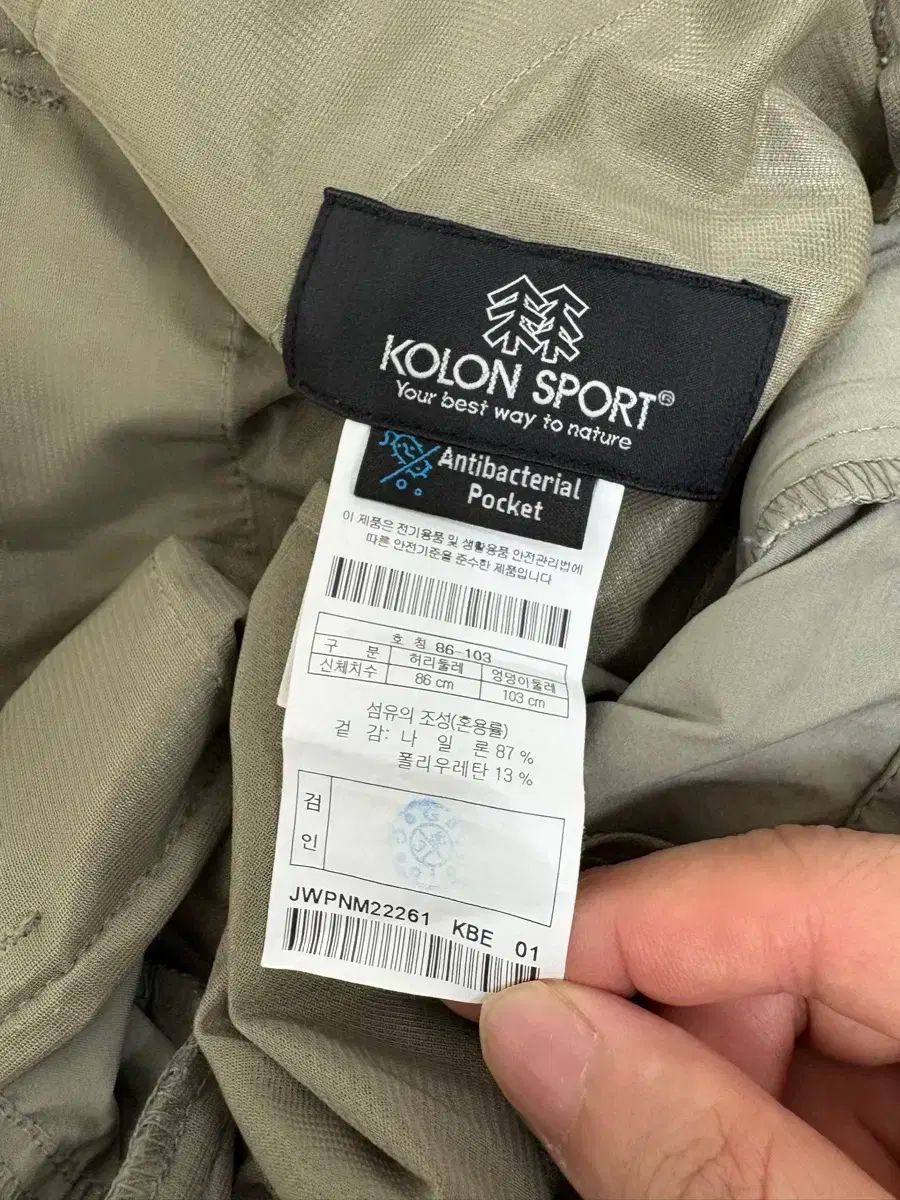 KOLON SPORT®
Your best way to nature
Antibacterial
Pocket
이 제품은 전기용품 및 생활용품 안전관리법에
따른 안전기준을 준수한 제품입니다
호 칭 86-103
구 분 허리둘레 엉덩이둘레
신체치수 86 cm 103 cm
섬유의 조성(혼용률)
겉 감: 나 일 론 87 %
폴리우레탄 13 %
검
인
JWPNM22261 KBE 01